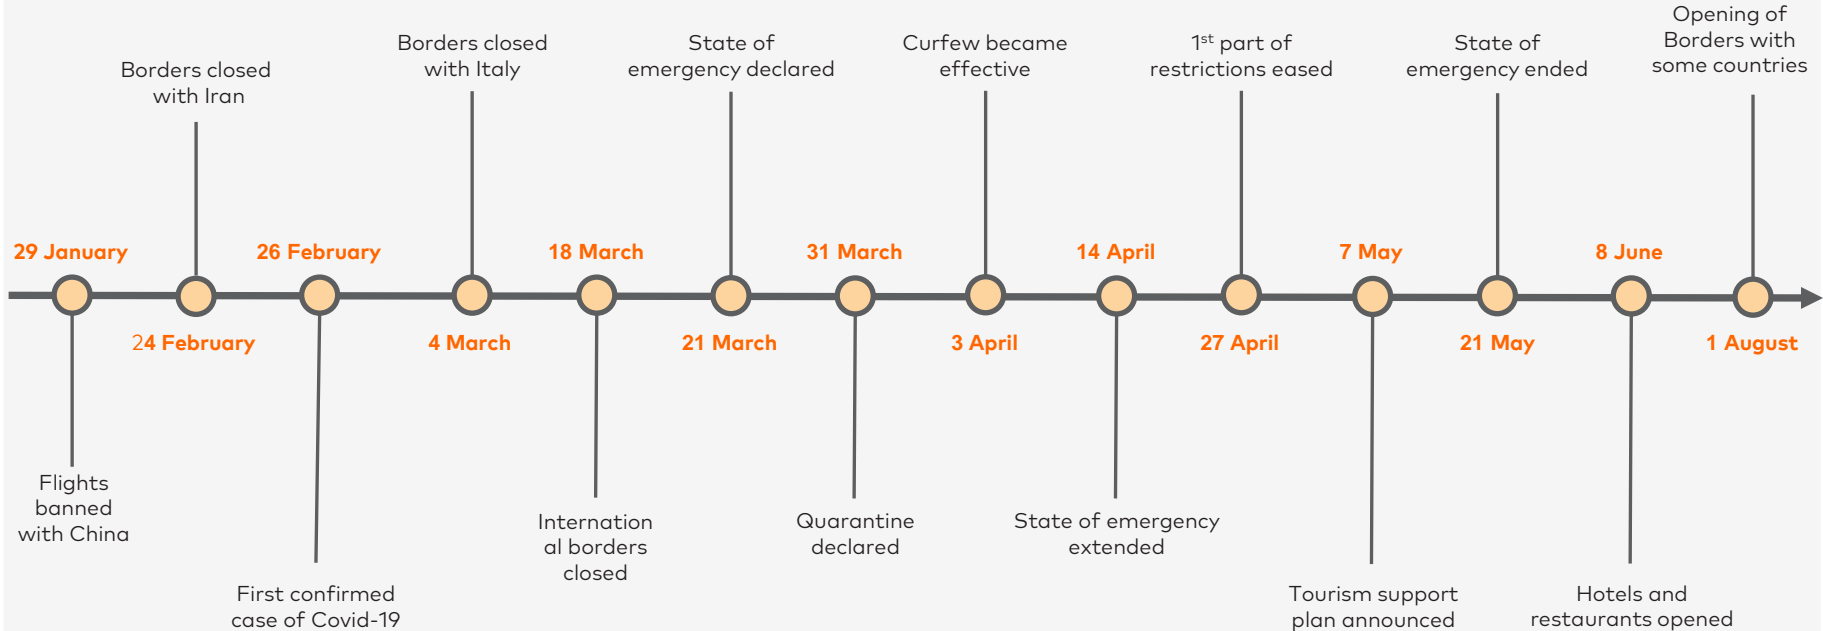 29 January
Flights
banned
with China
Borders closed
with Iran
24 February
26 February
First confirmed
case of Covid-19
Borders closed
with Italy
4 March
18 March
Internation
al borders
closed
State of
emergency declared
21 March
31 March
Quarantine
declared
Curfew became
effective
3 April
14 April
State of emergency
extended
1st part of
restrictions eased
27 April
7 May
Tourism support
plan announced
State of
emergency ended
21 May
8 June
Hotels and
restaurants opened
Opening of
Borders with
some countries
1 August